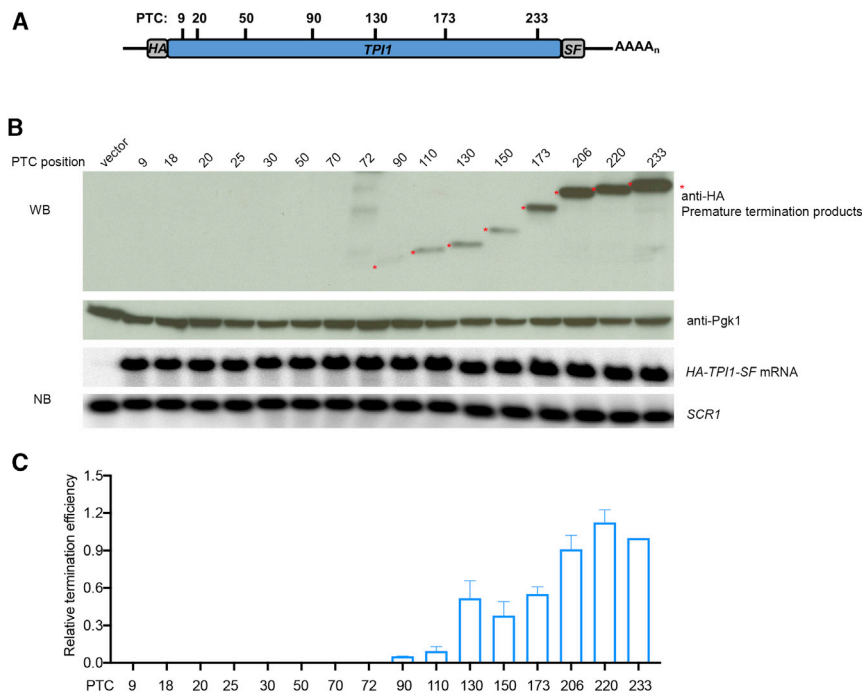 A
PTC: 9 20 50 90 130 173 233
HA TPI1 SF AAAAn
B
PTC position vector 9 18 20 25 30 50 70 72 90 110 130 150 173 206 220 233
WB
* anti-HA
Premature termination products
anti-Pgk1
HA-TPI1-SF mRNA
NB
SCR1
C
Relative termination efficiency
1.5
1.2
0.9
0.6
0.3
0.0
PTC 9 18 20 25 30 50 70 72 90 110 130 150 173 206 220 233